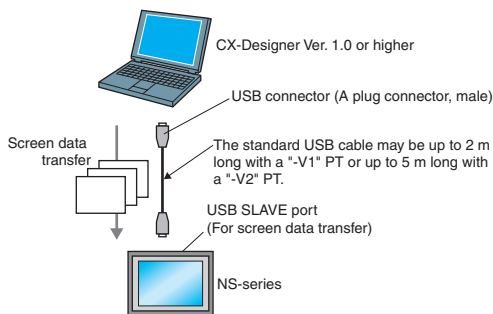 CX-Designer Ver. 1.0 or higher
USB connector (A plug connector, male)
Screen data
transfer
The standard USB cable may be up to 2 m
long with a "-V1" PT or up to 5 m long with
a "-V2" PT.
USB SLAVE port
(For screen data transfer)
NS-series